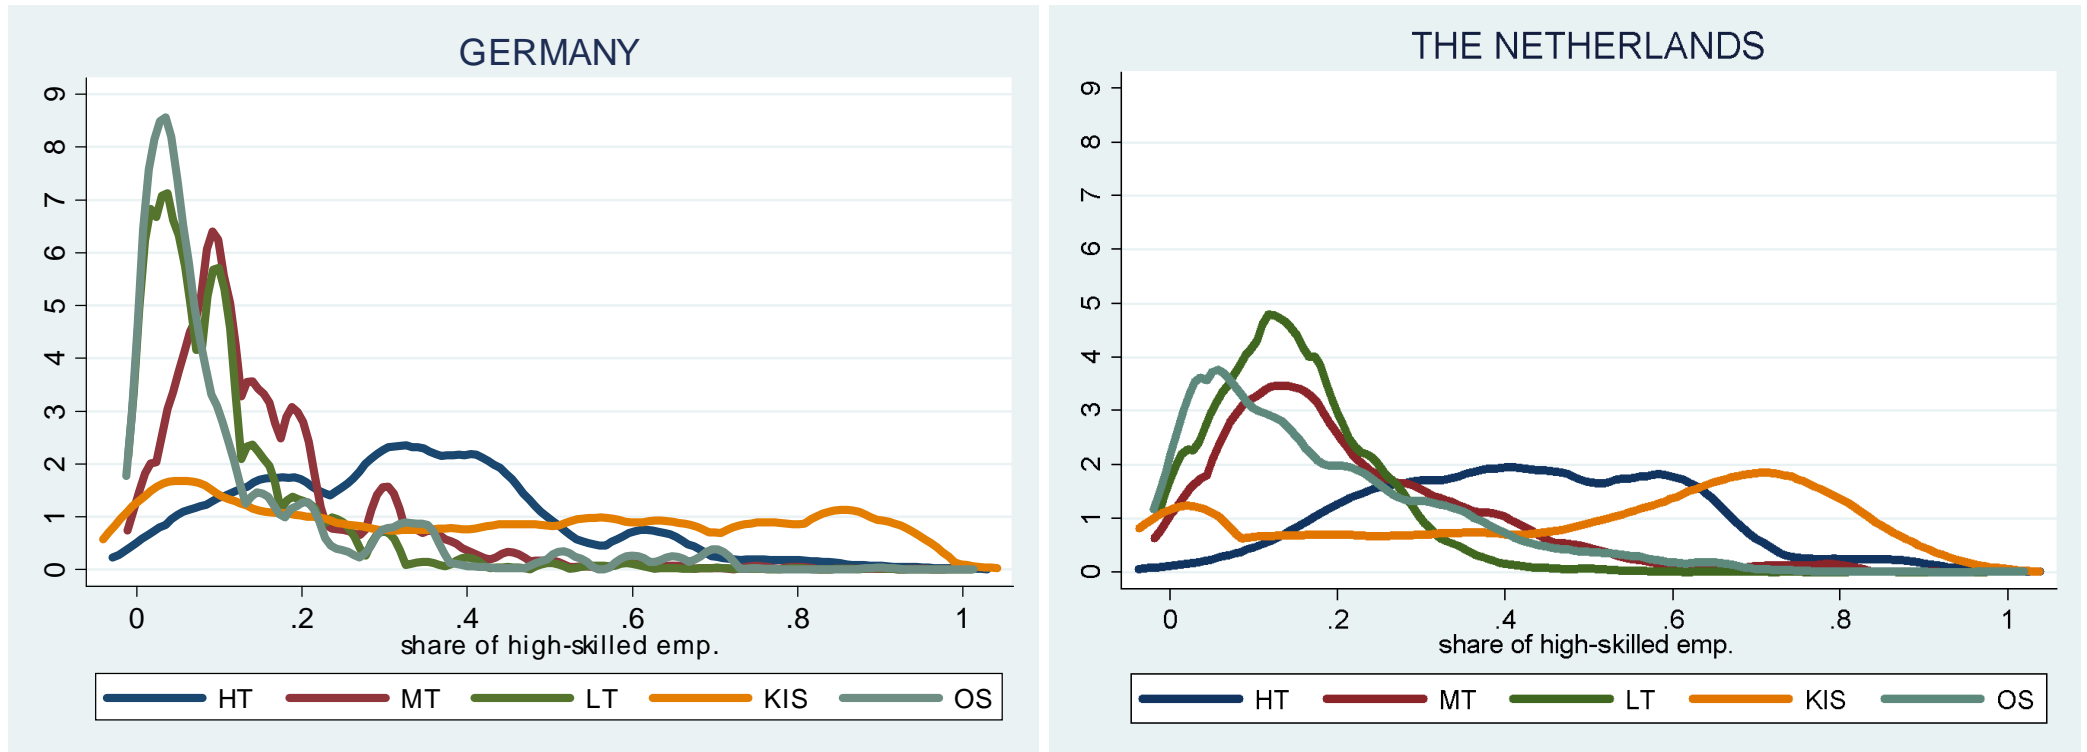 GERMANY
9
8
7
6
5
4
3
2
1
0
0 .2 .4 .6 .8 1
share of high-skilled emp.
HT MT LT KIS OS
THE NETHERLANDS
9
8
7
6
5
4
3
2
1
0
0 .2 .4 .6 .8 1
share of high-skilled emp.
HT MT LT KIS OS